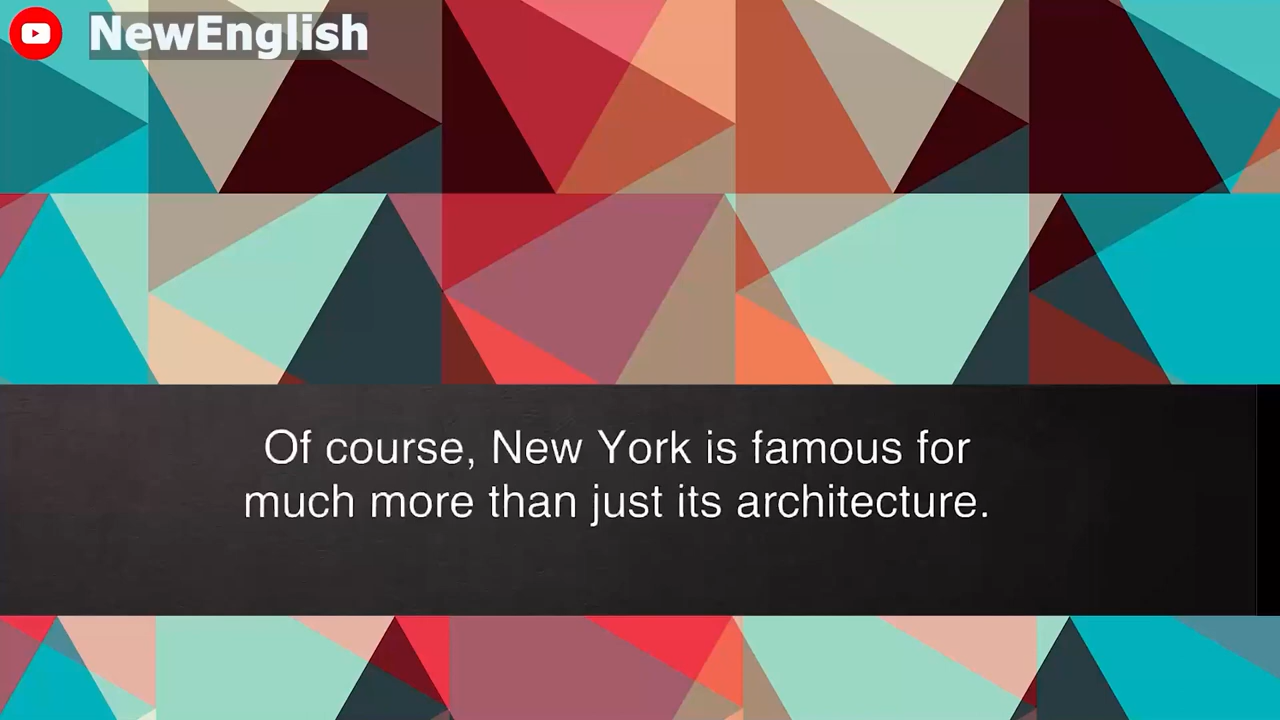 NewEnglish
Of course, New York is famous for
much more than just its architecture.